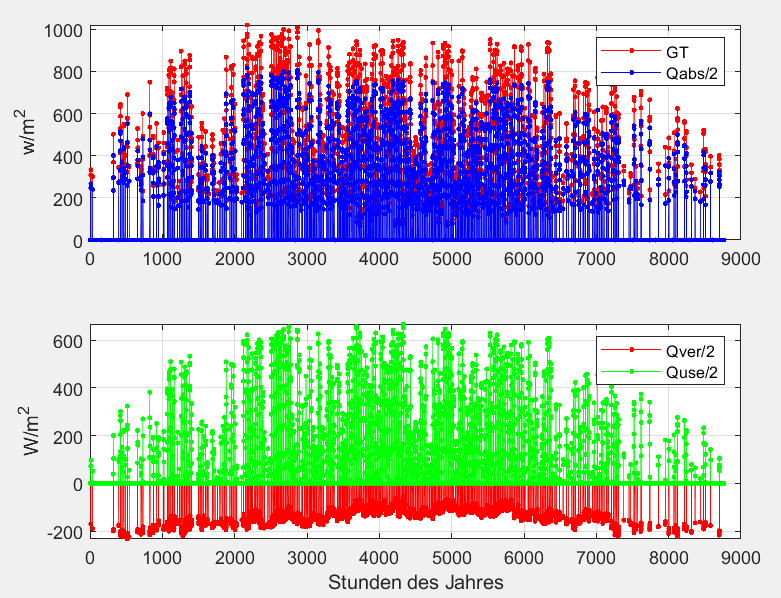 1000
800
600
400
200
0
w/m²
GT
Qabs/2
0 1000 2000 3000 4000 5000 6000 7000 8000 9000
600
400
200
0
-200
W/m²
Qver/2
Quse/2
0 1000 2000 3000 4000 5000 6000 7000 8000 9000
Stunden des Jahres